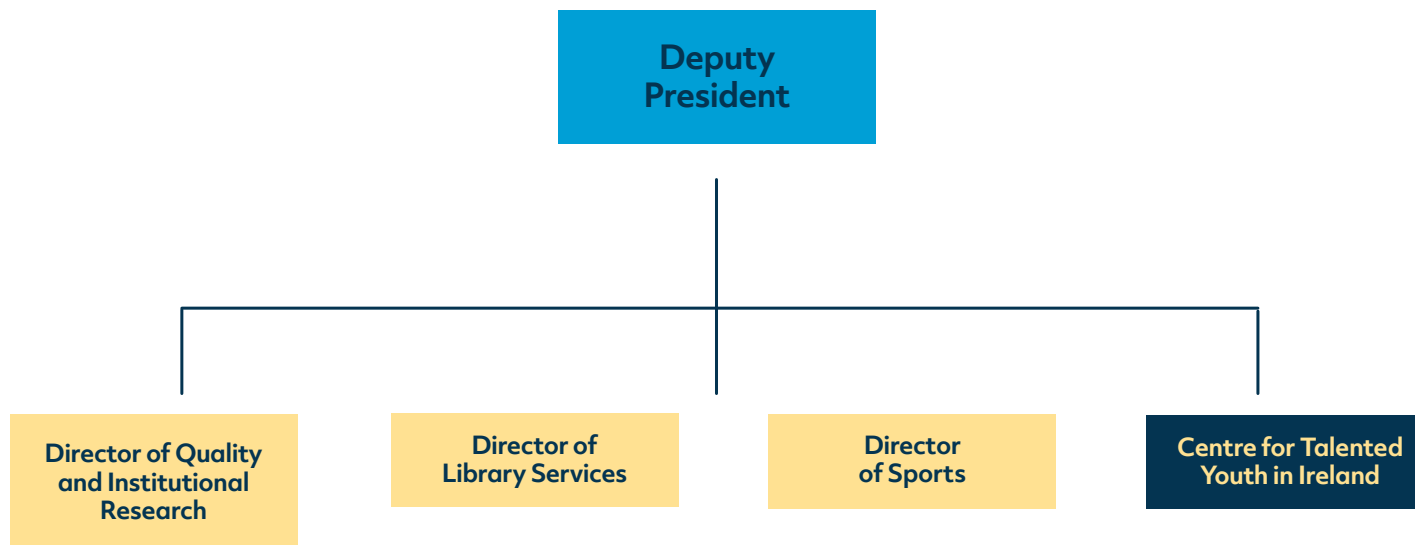 Deputy
President
Director of Quality
and Institutional
Research
Director of
Library Services
Director
of Sports
Centre for Talented
Youth in Ireland